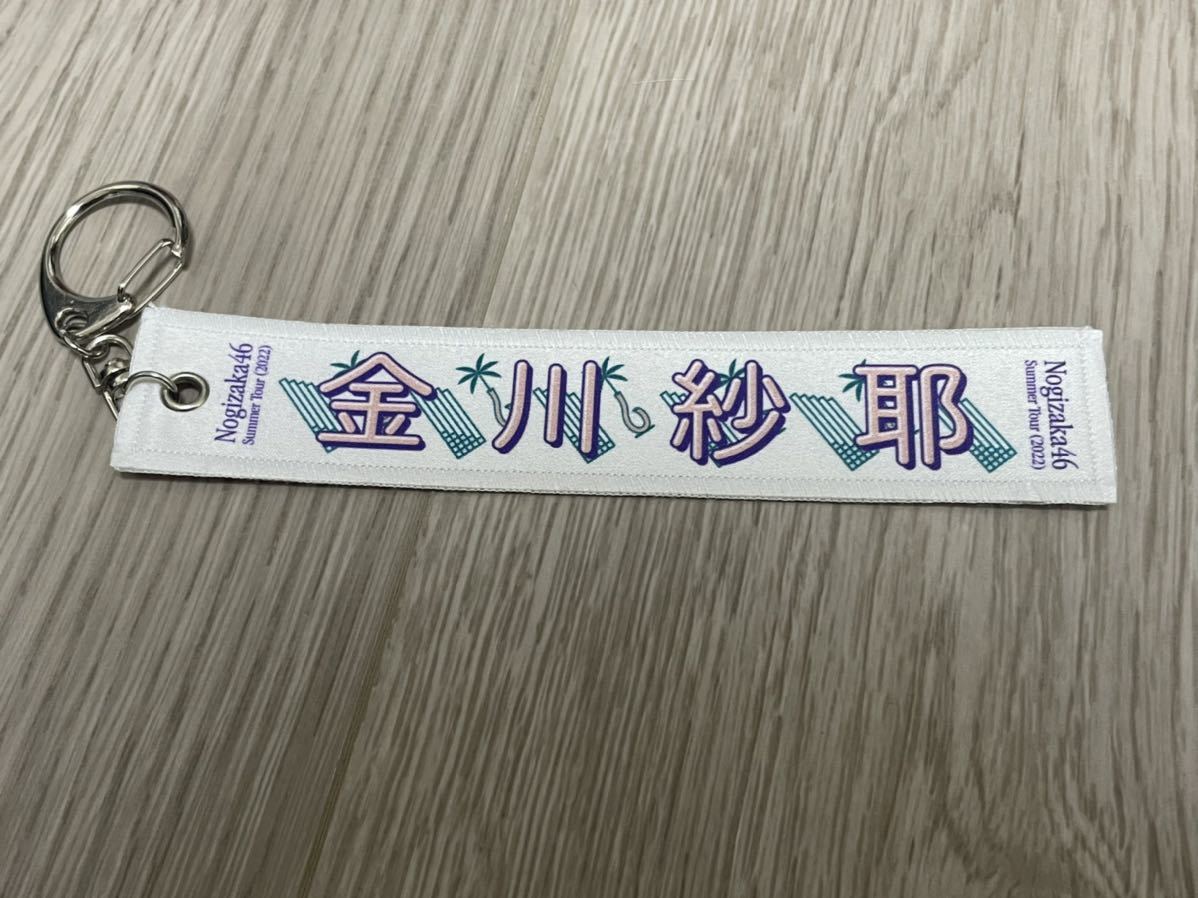 Nogizaka46
Summer Tour (2022)
金川紗耶
Nogizaka46
Summer Tour (2022)